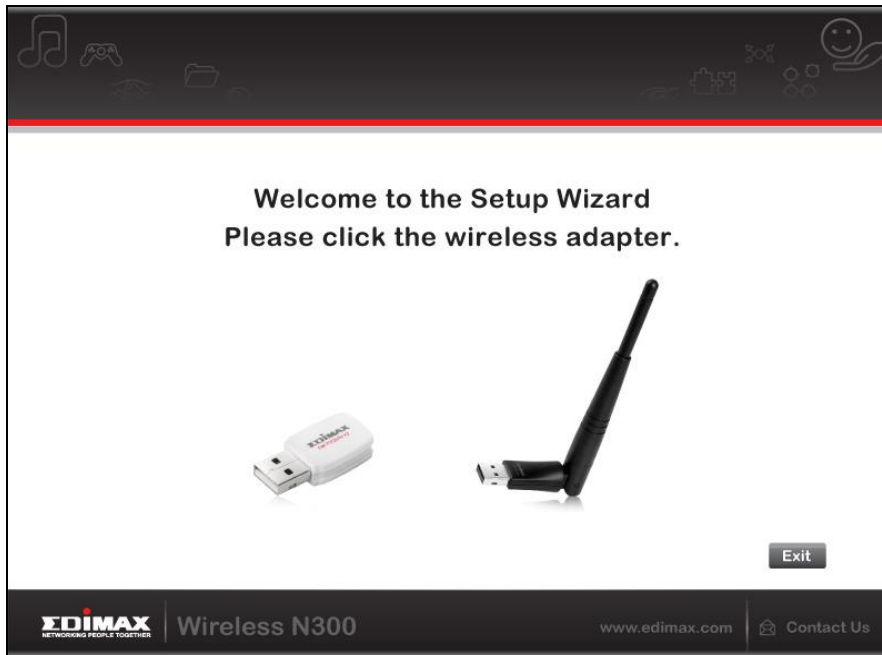 Welcome to the Setup Wizard
Please click the wireless adapter.
EDIMAX
Exit
EDIMAX
NETWORKING PEOPLE TOGETHER
Wireless N300
www.edimax.com
Contact Us